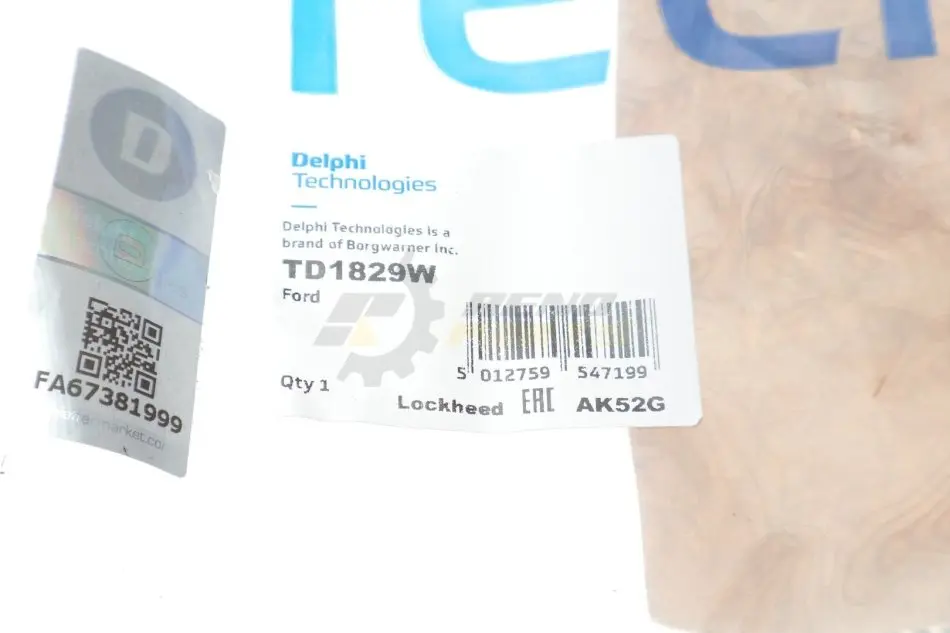 Tec
D
FA67381999
Delphi
Technologies
Delphi Technologies is a
brand of Borgwarner Inc.
TD1829W
Ford
Qty 1
5 012759 547199
Lockheed EAC AK52G